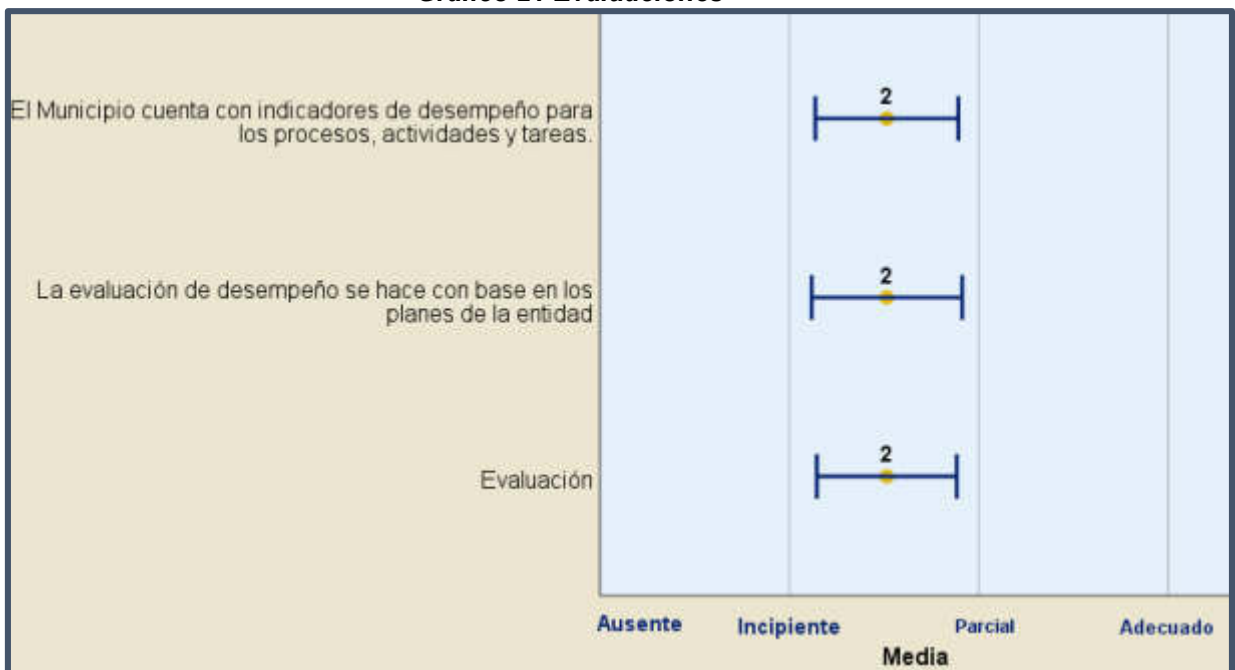 El Municipio cuenta con indicadores de desempeño para
los procesos, actividades y tareas.
2
La evaluación de desempeño se hace con base en los
planes de la entidad
2
Evaluación
2
Ausente Incipiente Parcial Adecuado
Media